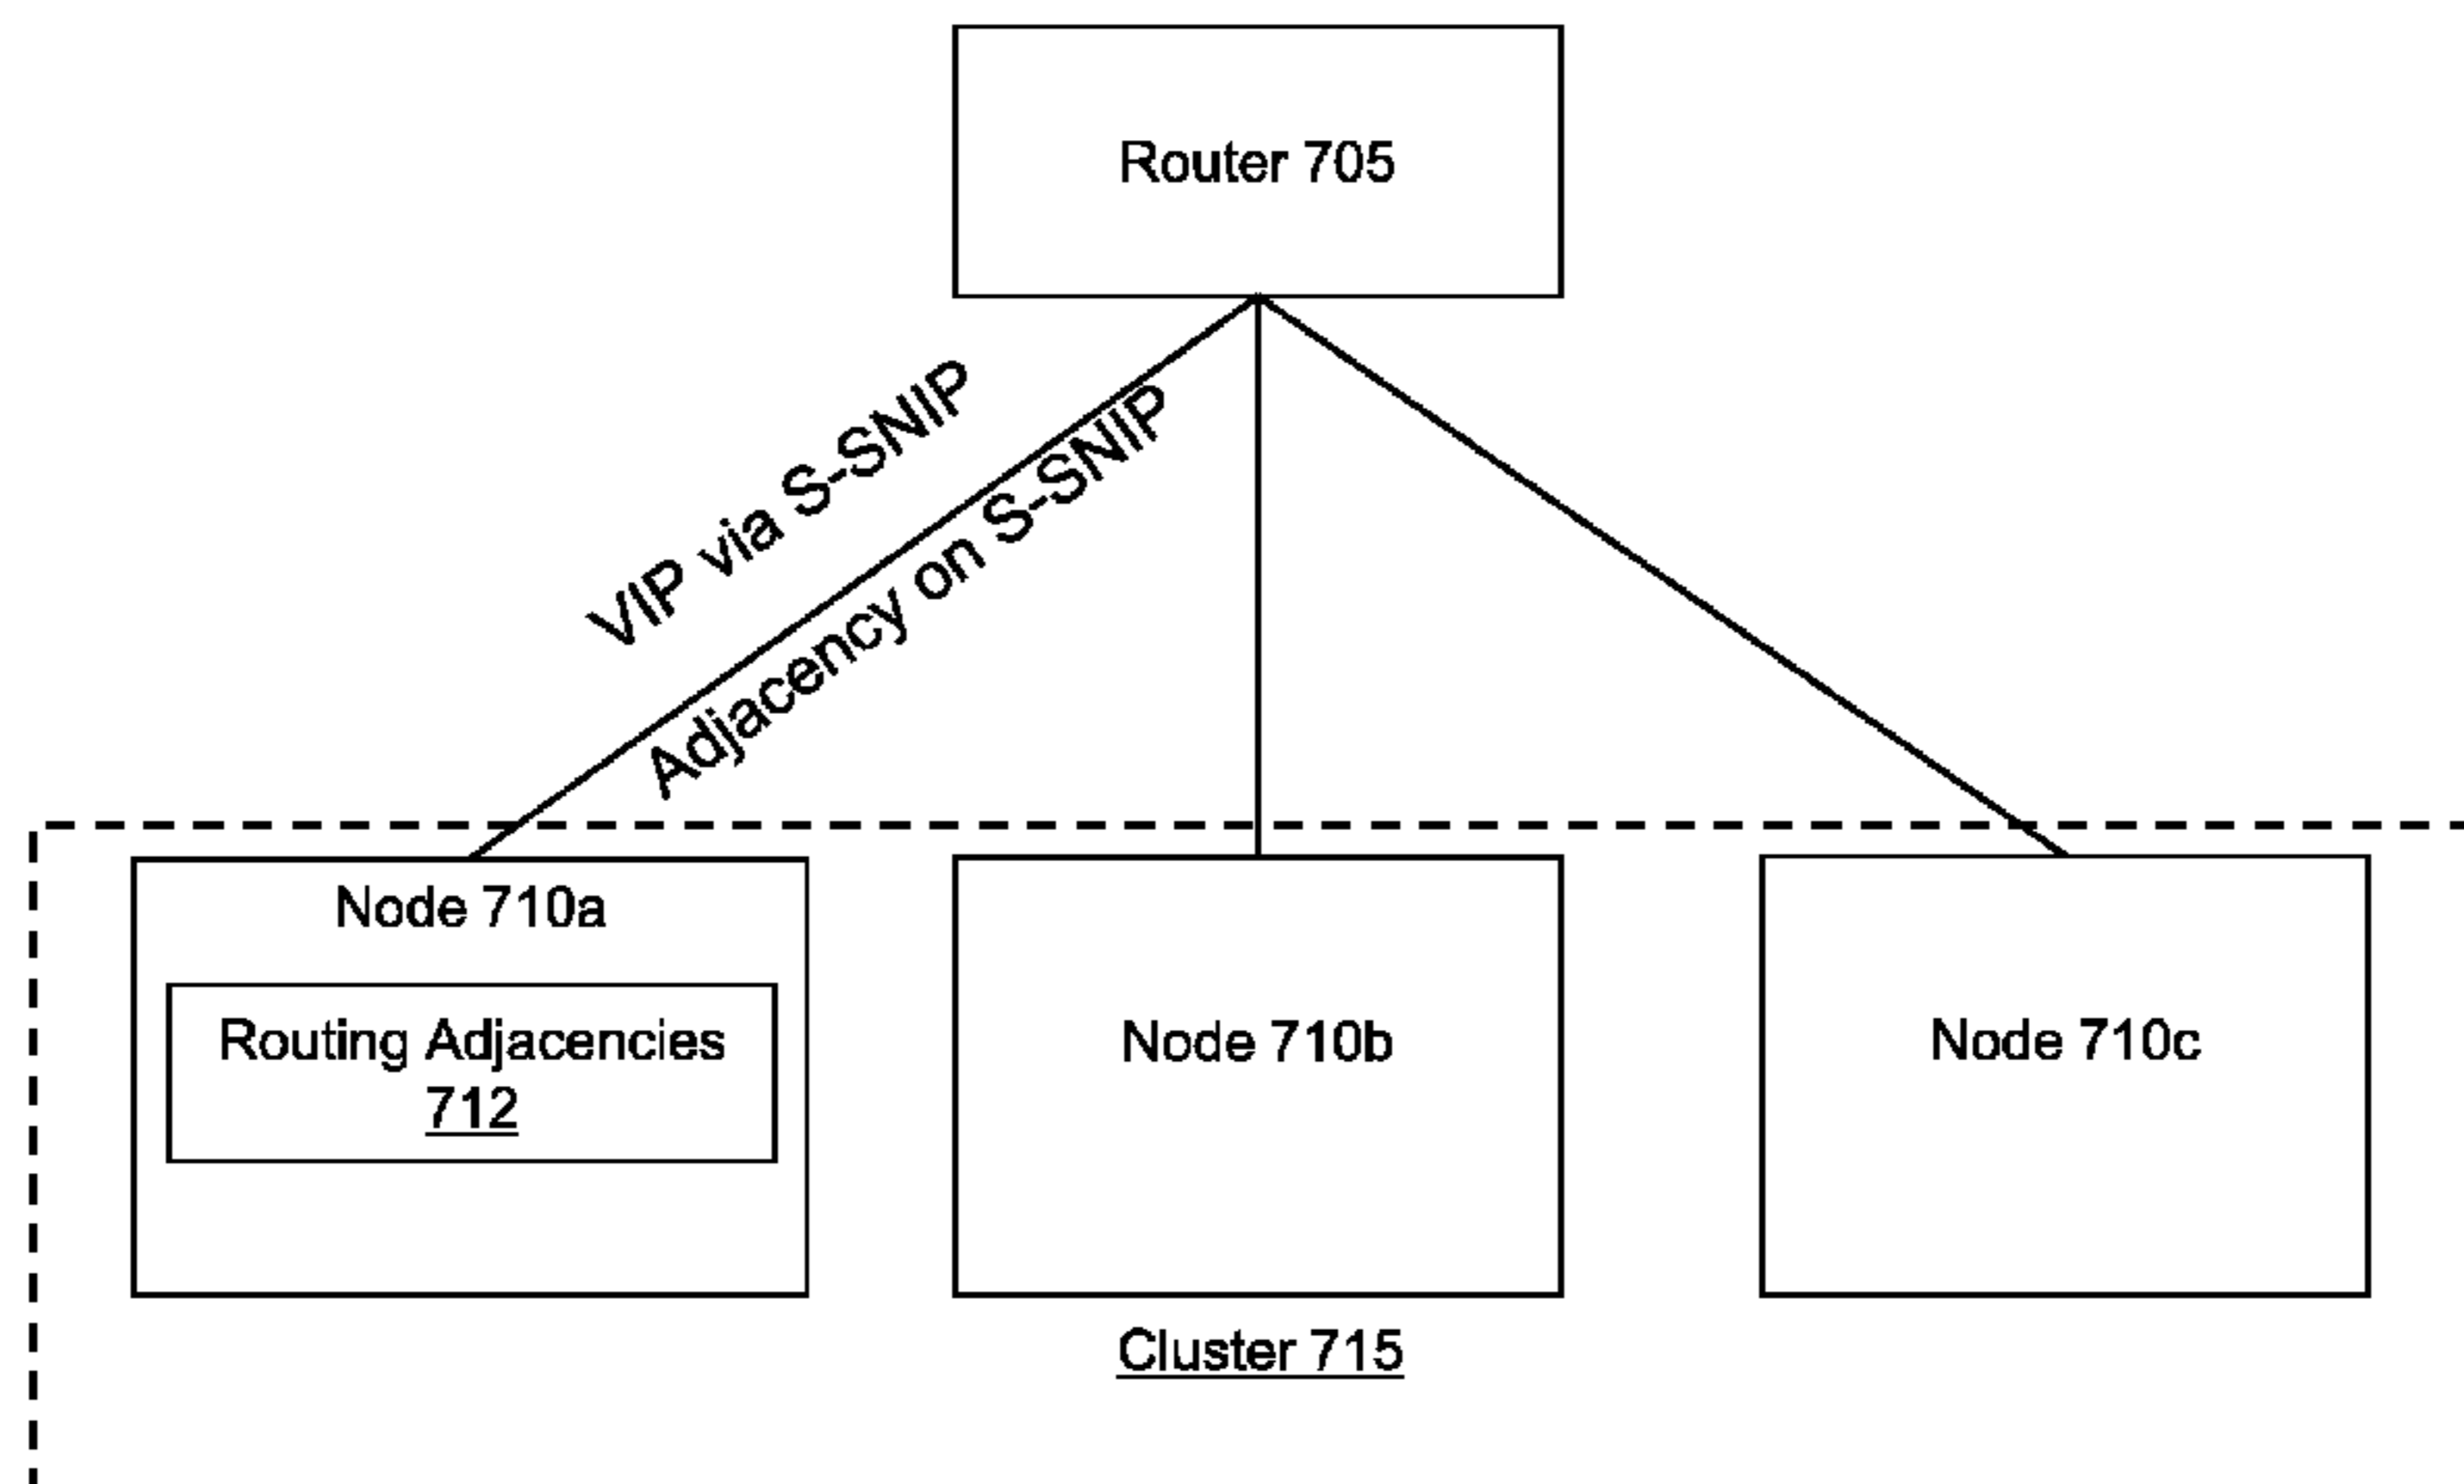 Router 705
VIP via S-SNIP
Adjacency on S-SNIP
Node 710a
Routing Adjacencies
712
Node 710b
Node 710c
Cluster 715